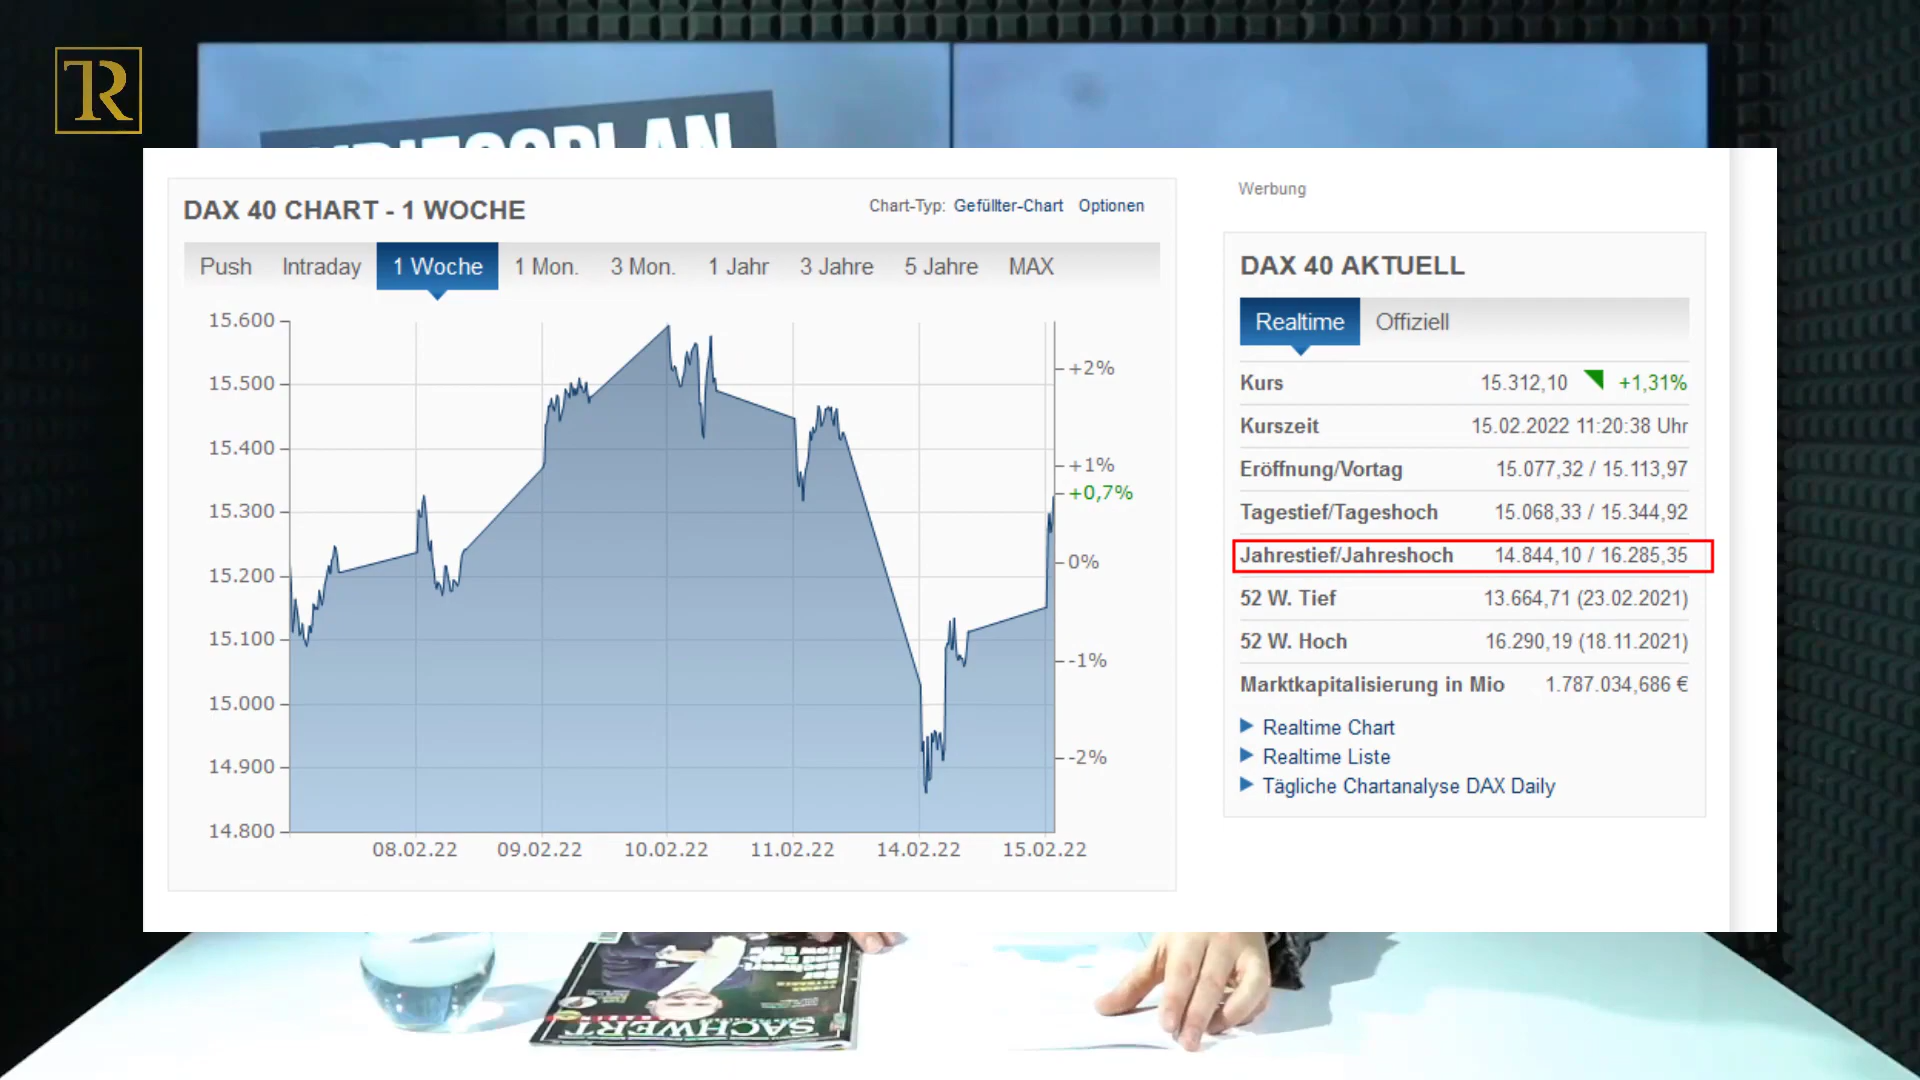 TR
DAX 40 CHART - 1 WOCHE
Chart-Typ: Gefüllter-Chart Optionen
Push Intraday 1 Woche 1 Mon. 3 Mon. 1 Jahr 3 Jahre 5 Jahre MAX
15.600
15.500
15.400
15.300
15.200
15.100
15.000
14.900
14.800
+2%
+1%
+0,7%
0%
-1%
-2%
08.02.22 09.02.22 10.02.22 11.02.22 14.02.22 15.02.22
Werbung
DAX 40 AKTUELL
Realtime Offiziell
Kurs 15.312,10 +1,31%
Kurszeit 15.02.2022 11:20:38 Uhr
Eröffnung/Vortag 15.077,32 / 15.113,97
Tagestief/Tageshoch 15.068,33 / 15.344,92
Jahrestief/Jahreshoch 14.844,10 / 16.285,35
52 W. Tief 13.664,71 (23.02.2021)
52 W. Hoch 16.290,19 (18.11.2021)
Marktkapitalisierung in Mio 1.787.034,686 €
Realtime Chart
Realtime Liste
Tägliche Chartanalyse DAX Daily
SACHWERT